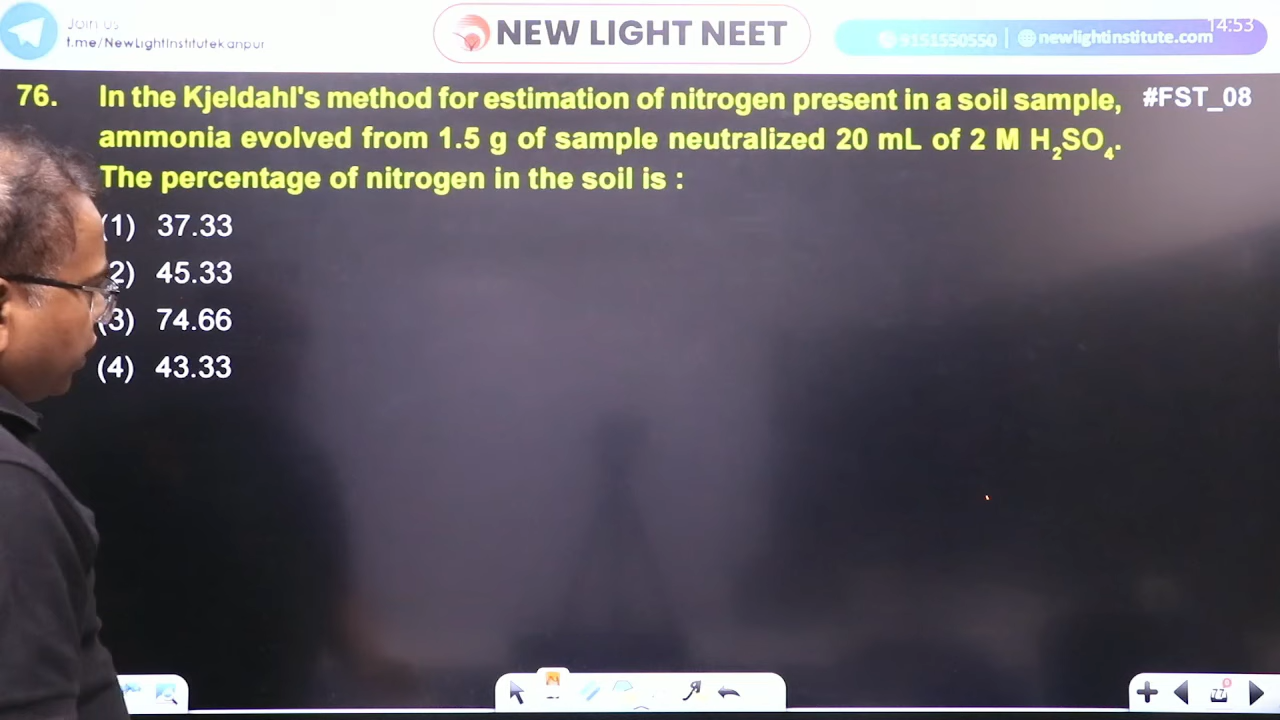 Join us
t.me/NewLightInstitutekanpur
NEW LIGHT NEET
9151550550 | newlightinstitute.com
14:53
76. In the Kjeldahl's method for estimation of nitrogen present in a soil sample, #FST_08
ammonia evolved from 1.5 g of sample neutralized 20 mL of 2 M H₂SO₄.
The percentage of nitrogen in the soil is :
(1) 37.33
2) 45.33
(3) 74.66
(4) 43.33
77